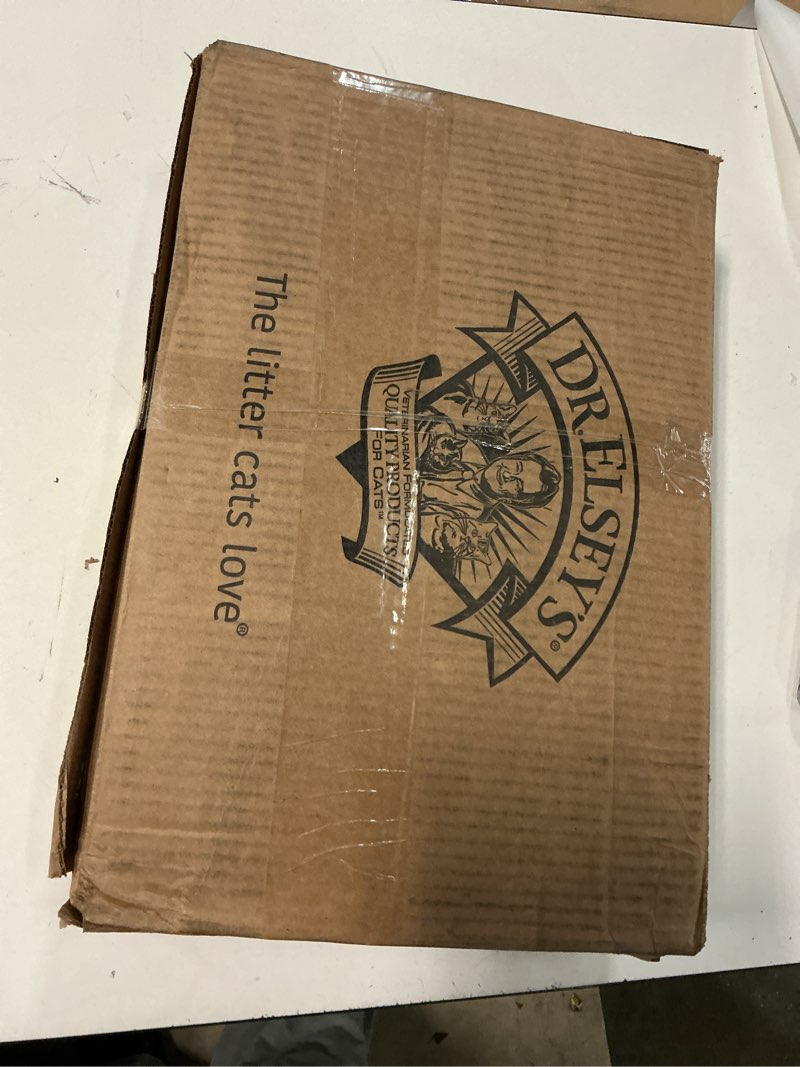 DR. ELSEY'S®
VETERINARIAN FORMULATED
QUALITY PRODUCTS
FOR CATS™
The litter cats love®